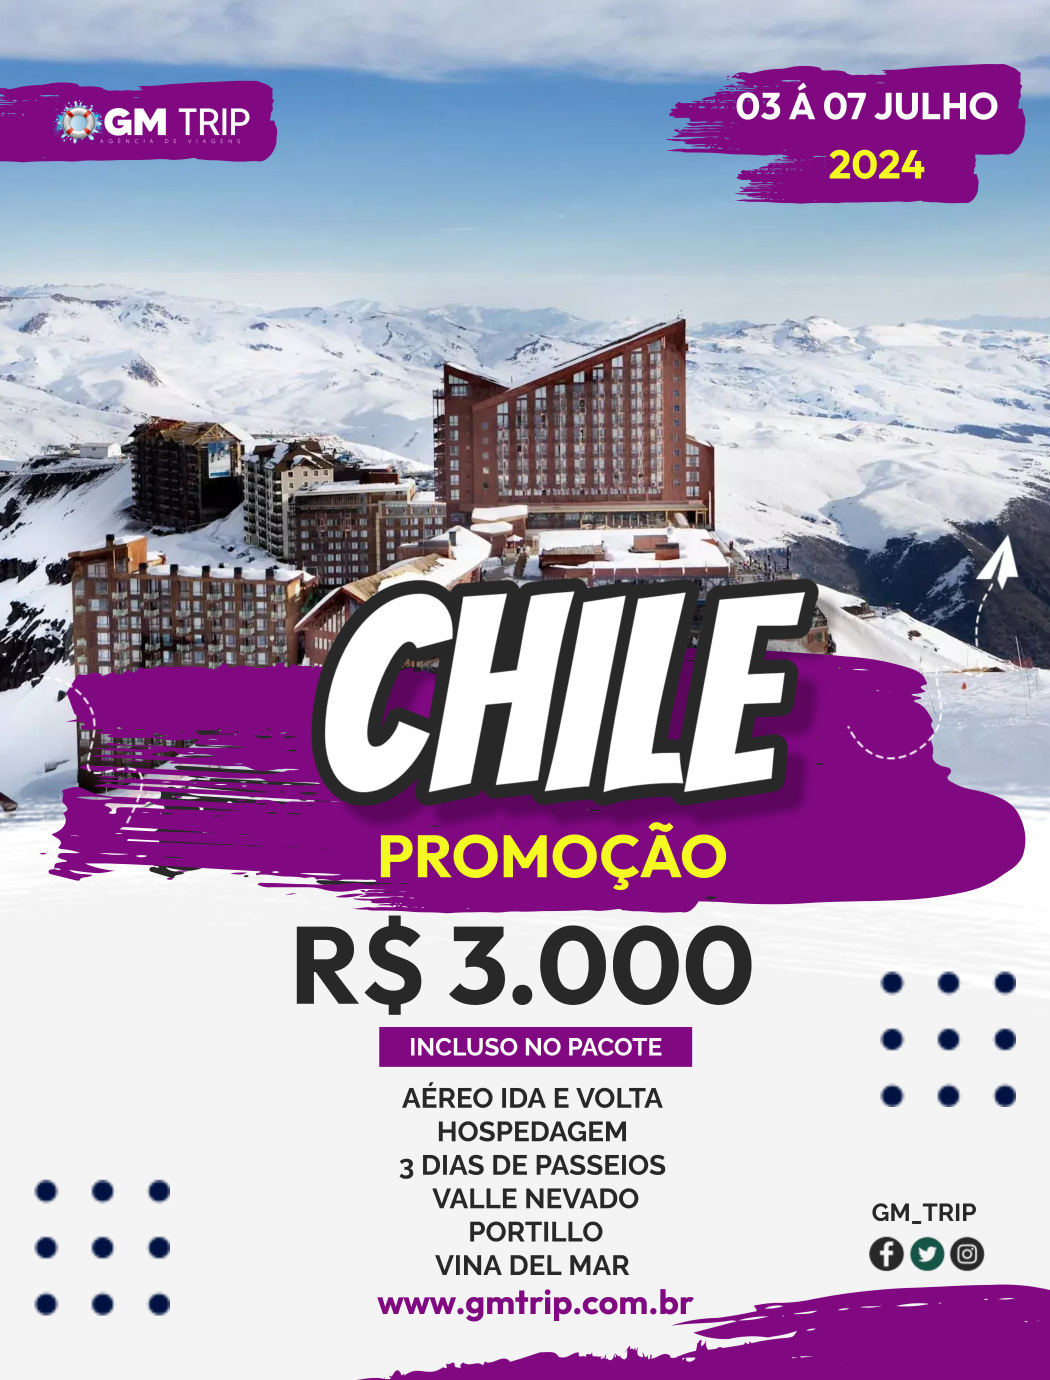 GM TRIP
AGÊNCIA DE VIAGENS
03 Á 07 JULHO
2024
CHILE
PROMOÇÃO
R$ 3.000
INCLUSO NO PACOTE
AÉREO IDA E VOLTA
HOSPEDAGEM
3 DIAS DE PASSEIOS
VALLE NEVADO
PORTILLO
VINA DEL MAR
www.gmtrip.com.br
GM_TRIP